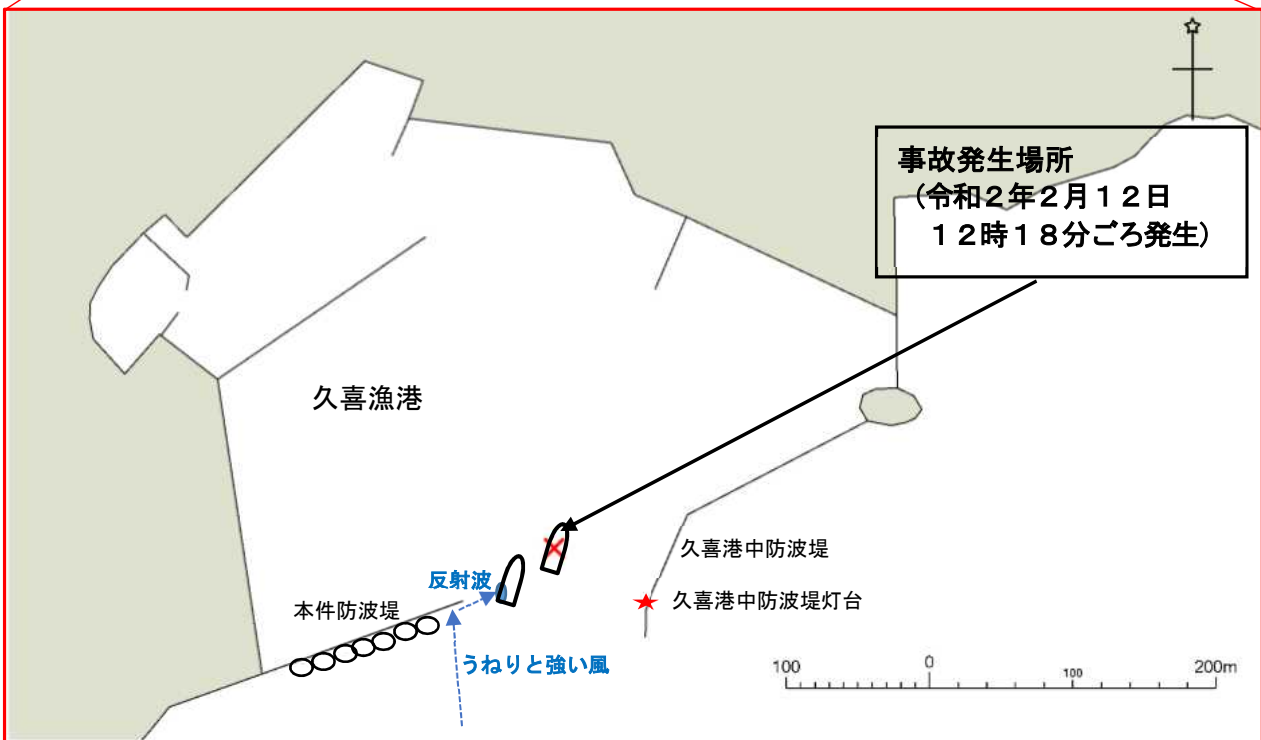 事故発生場所
(令和2年2月12日
12時18分ごろ発生)
久喜漁港
久喜港中防波堤
反射波
本件防波堤
久喜港中防波堤灯台
うねりと強い風
100 0 100 200m